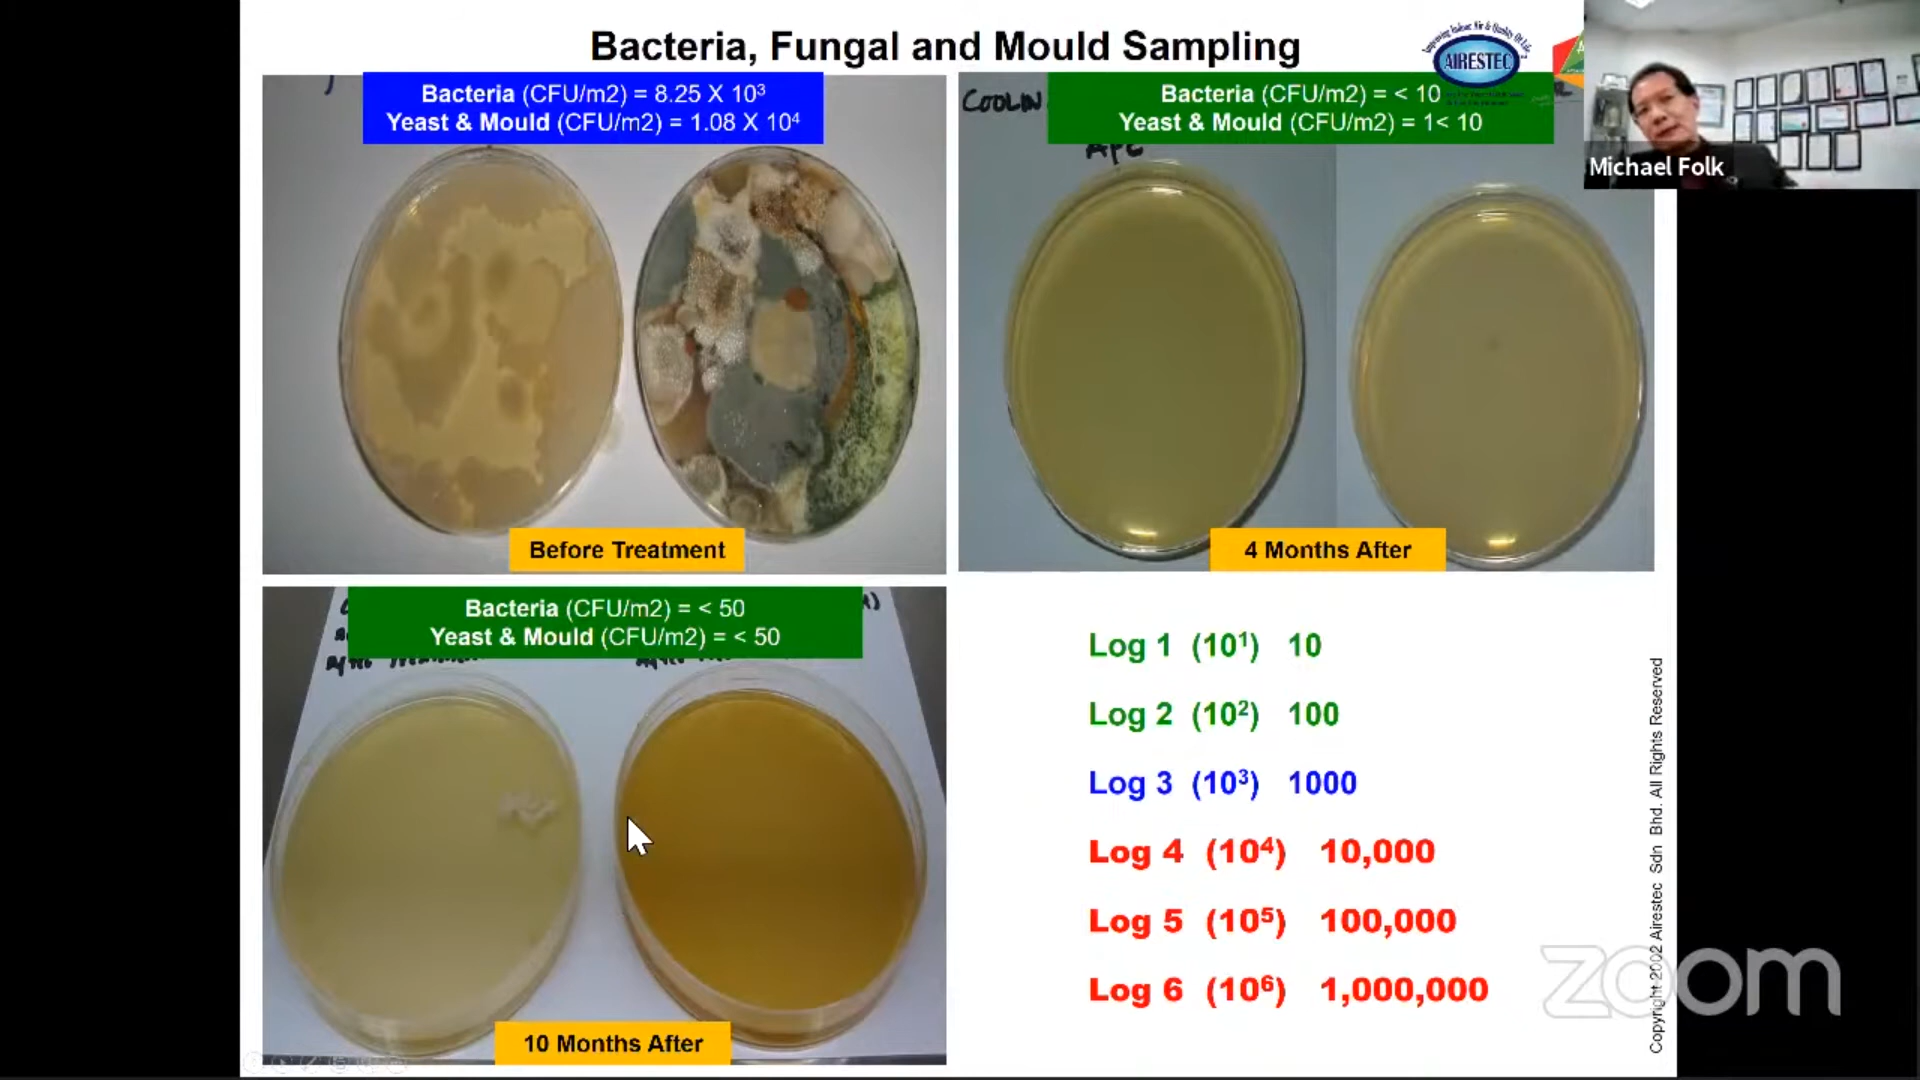 Bacteria, Fungal and Mould Sampling
AIRESTEC
Michael Folk
Bacteria (CFU/m2) = 8.25 X 10³
Yeast & Mould (CFU/m2) = 1.08 X 10⁴
Before Treatment
Bacteria (CFU/m2) = < 10
Yeast & Mould (CFU/m2) = 1< 10
COOLIN
APC
4 Months After
Bacteria (CFU/m2) = < 50
Yeast & Mould (CFU/m2) = < 50
10 Months After
Log 1 (10¹) 10
Log 2 (10²) 100
Log 3 (10³) 1000
Log 4 (10⁴) 10,000
Log 5 (10⁵) 100,000
Log 6 (10⁶) 1,000,000
Copyright 2002 Airestec Sdn Bhd. All Rights Reserved
zoom